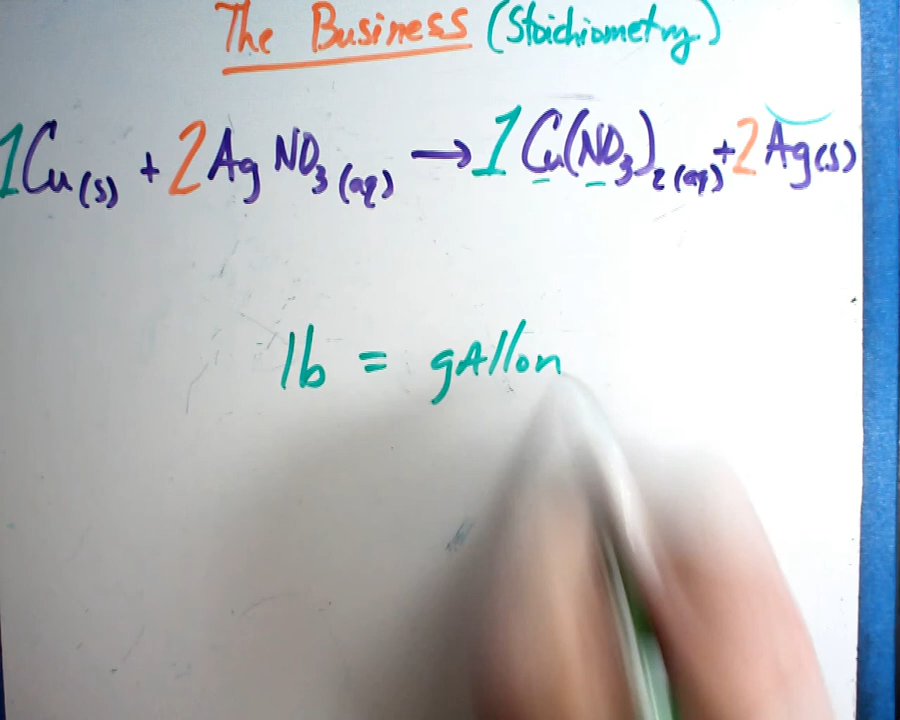 The Business (Stoichiometry)
1Cu(s) + 2AgNO3(aq) → 1Cu(NO3)2(aq) + 2Ag(s)
lb = gAllon